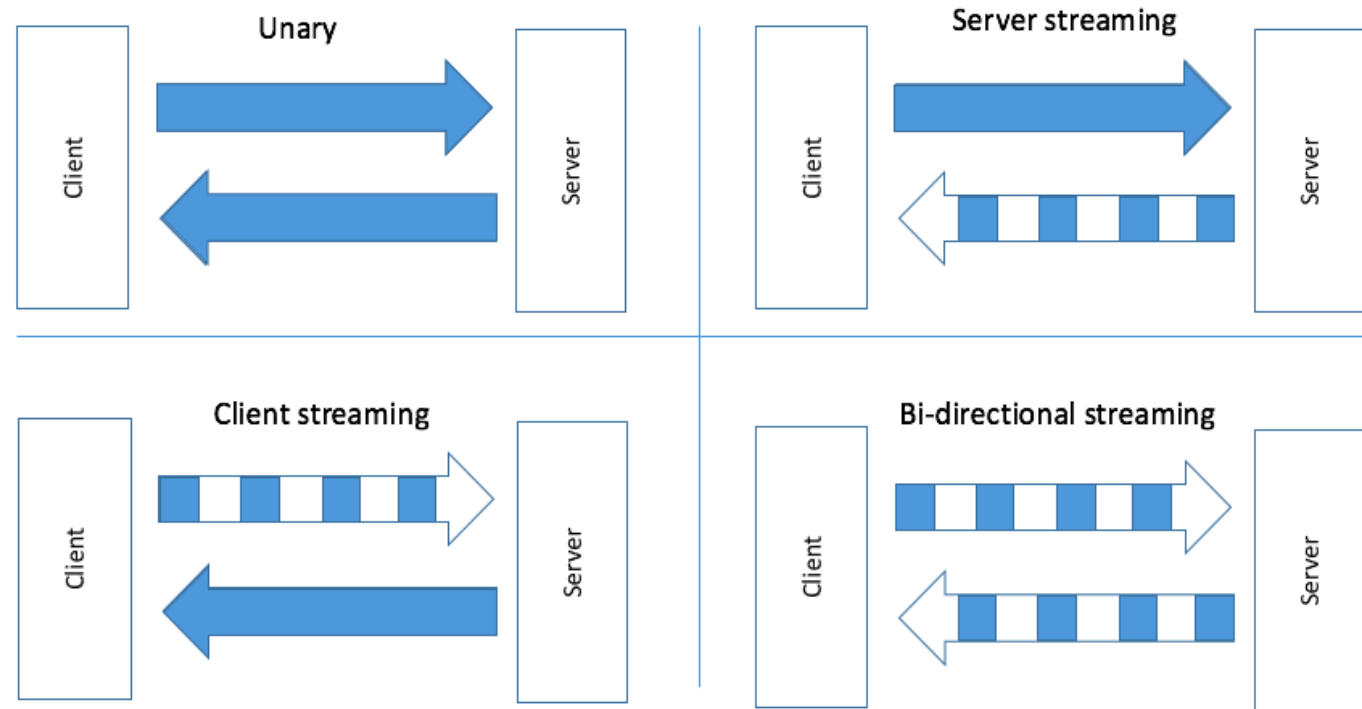 Unary
Client
Server
Server streaming
Client
Server
Client streaming
Client
Server
Bi-directional streaming
Client
Server